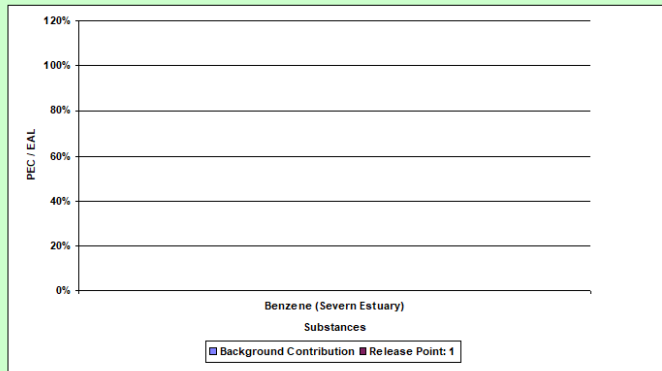 120%
100%
80%
60%
40%
20%
0%
PEC / EAL
Benzene (Severn Estuary)
Substances
Background Contribution Release Point: 1